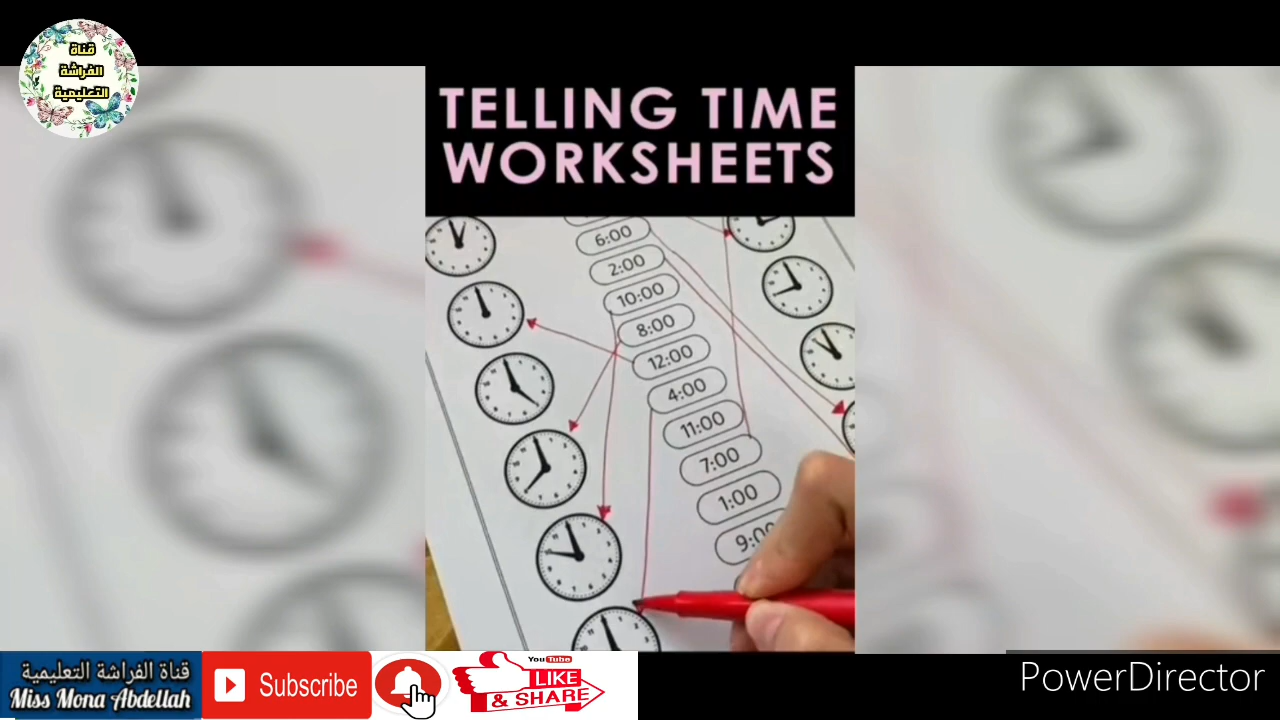 قناة
الفراشة
التعليمية
TELLING TIME
WORKSHEETS
6:00
2:00
10:00
8:00
12:00
4:00
11:00
7:00
1:00
قناة الفراشة التعليمية
Miss Mona Abdellah
Subscribe
YouTube
LIKE
& SHARE
PowerDirector